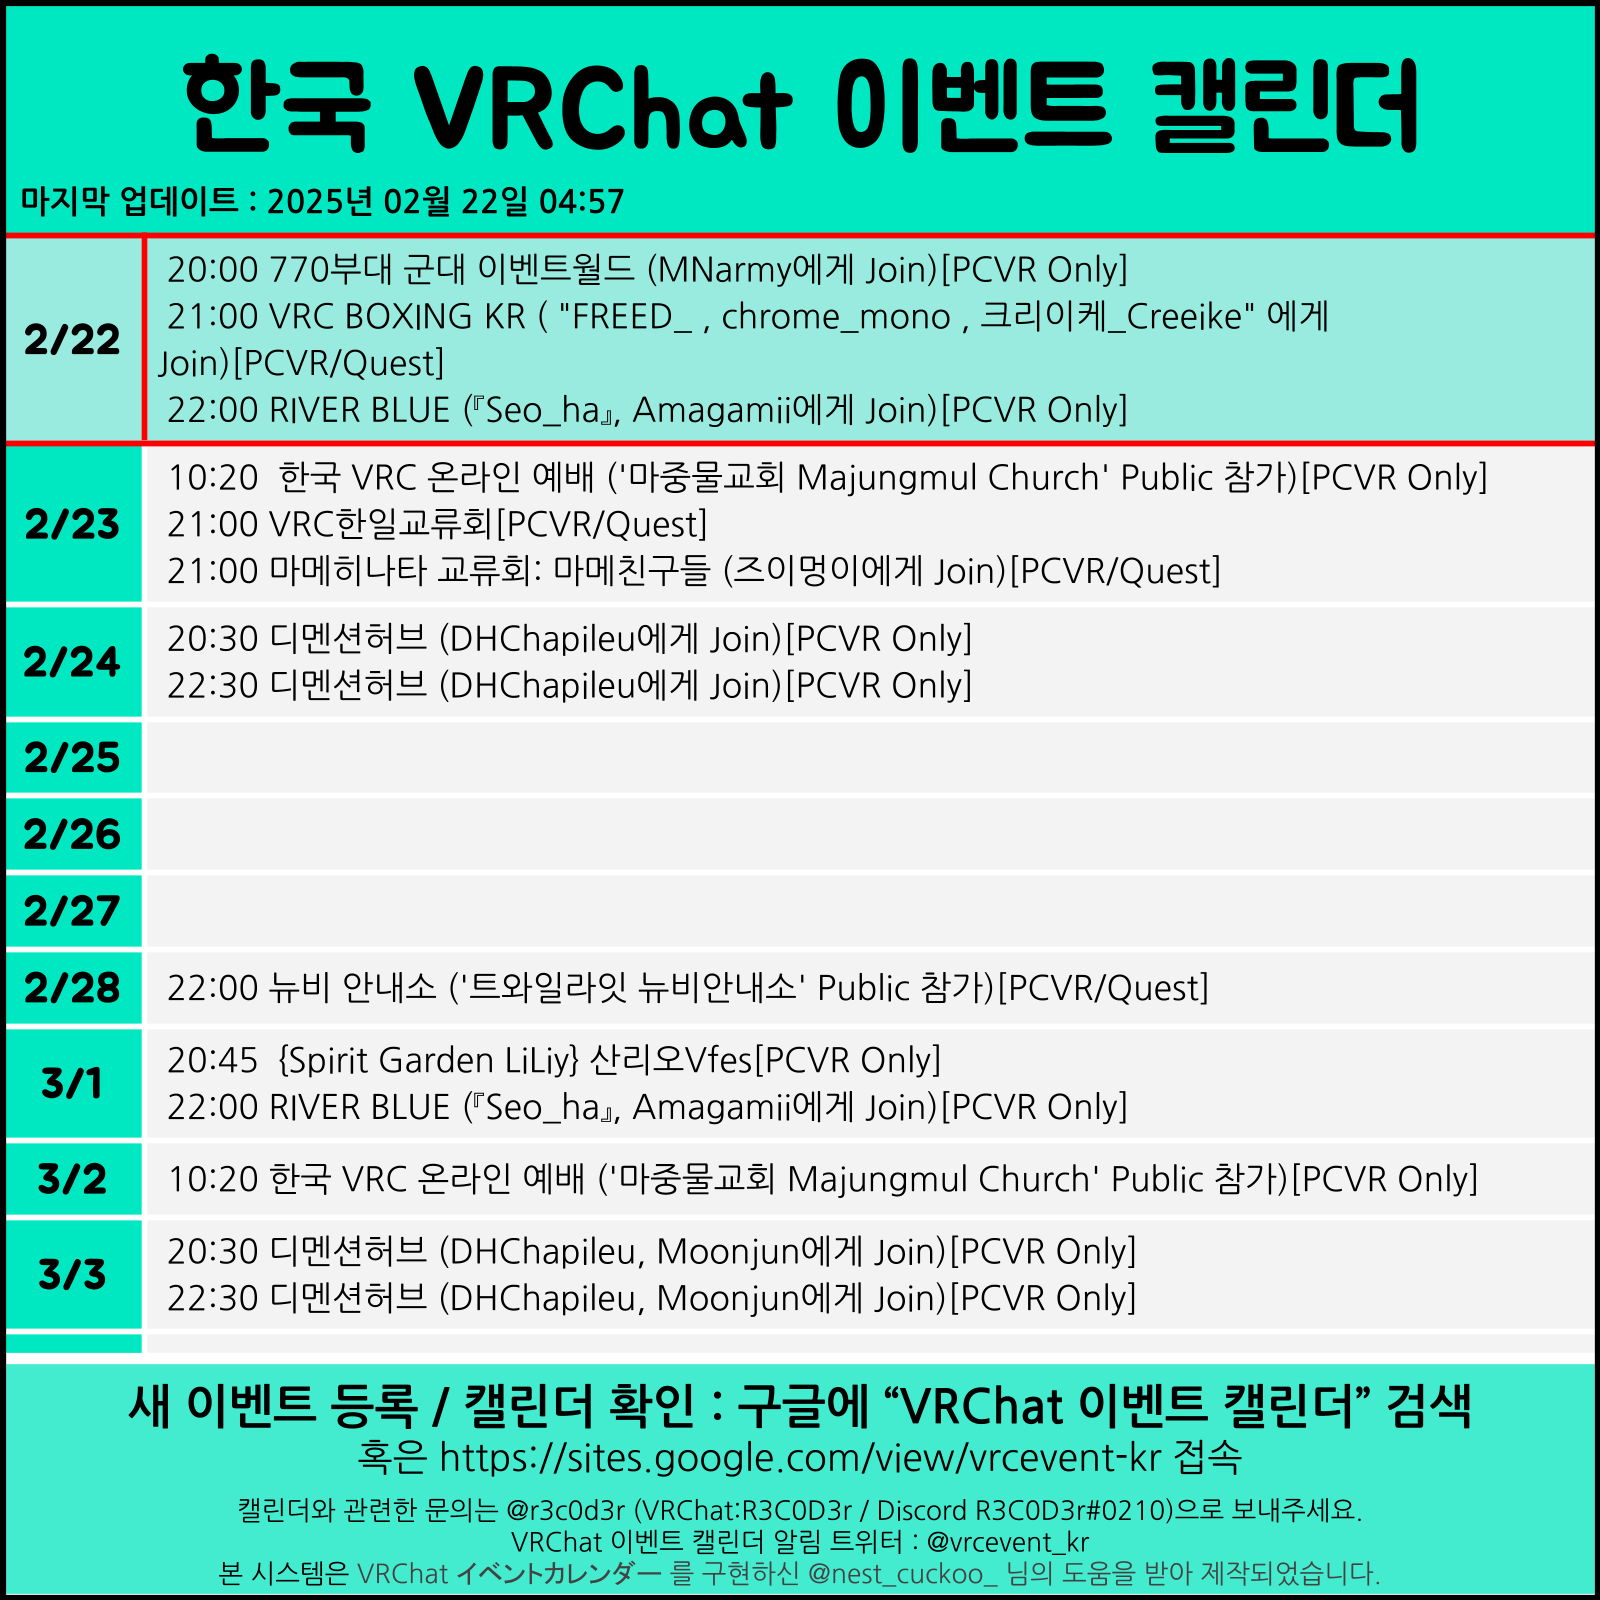 한국 VRChat 이벤트 캘린더
마지막 업데이트 : 2025년 02월 22일 04:57
2/22
20:00 770부대 군대 이벤트월드 (MNarmy에게 Join)[PCVR Only]
21:00 VRC BOXING KR ( "FREED_ , chrome_mono , 크리이케_Creeike" 에게
Join)[PCVR/Quest]
22:00 RIVER BLUE (『Seo_ha』, Amagamii에게 Join)[PCVR Only]
2/23
10:20 한국 VRC 온라인 예배 ('마중물교회 Majungmul Church' Public 참가)[PCVR Only]
21:00 VRC한일교류회[PCVR/Quest]
21:00 마메히나타 교류회: 마메친구들 (즈이멍이에게 Join)[PCVR/Quest]
2/24
20:30 디멘션허브 (DHChapileu에게 Join)[PCVR Only]
22:30 디멘션허브 (DHChapileu에게 Join)[PCVR Only]
2/25
2/26
2/27
2/28
22:00 뉴비 안내소 ('트와일라잇 뉴비안내소' Public 참가)[PCVR/Quest]
3/1
20:45 {Spirit Garden LiLiy} 산리오Vfes[PCVR Only]
22:00 RIVER BLUE (『Seo_ha』, Amagamii에게 Join)[PCVR Only]
3/2
10:20 한국 VRC 온라인 예배 ('마중물교회 Majungmul Church' Public 참가)[PCVR Only]
3/3
20:30 디멘션허브 (DHChapileu, Moonjun에게 Join)[PCVR Only]
22:30 디멘션허브 (DHChapileu, Moonjun에게 Join)[PCVR Only]
새 이벤트 등록 / 캘린더 확인 : 구글에 “VRChat 이벤트 캘린더” 검색
혹은 https://sites.google.com/view/vrcevent-kr 접속
캘린더와 관련한 문의는 @r3c0d3r (VRChat:R3C0D3r / Discord R3C0D3r#0210)으로 보내주세요.
VRChat 이벤트 캘린더 알림 트위터 : @vrcevent_kr
본 시스템은 VRChat イベントカレンダー 를 구현하신 @nest_cuckoo_ 님의 도움을 받아 제작되었습니다.